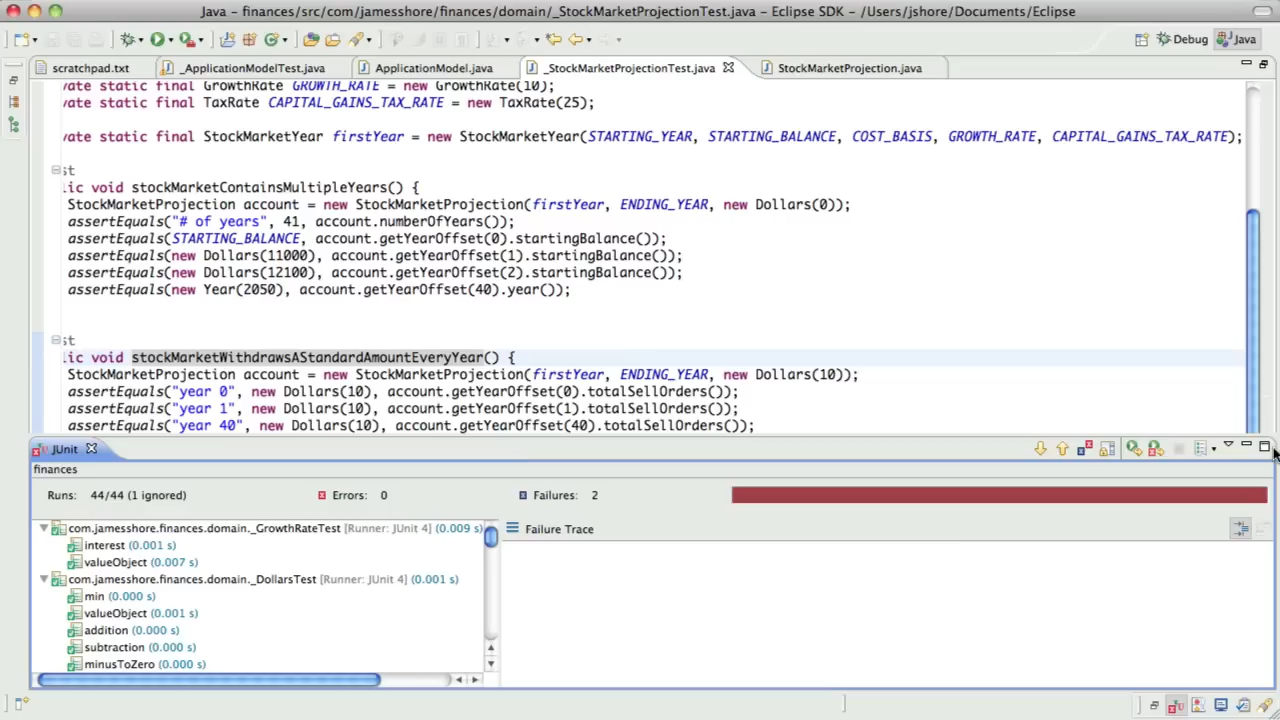 Java – finances/src/com/jamesshore/finances/domain/_StockMarketProjectionTest.java – Eclipse SDK – /Users/jshore/Documents/Eclipse
Debug Java
scratchpad.txt _ApplicationModelTest.java ApplicationModel.java _StockMarketProjectionTest.java StockMarketProjection.java
vate static final GrowthRate GROWTH_RATE = new GrowthRate(10);
vate static final TaxRate CAPITAL_GAINS_TAX_RATE = new TaxRate(25);
vate static final StockMarketYear firstYear = new StockMarketYear(STARTING_YEAR, STARTING_BALANCE, COST_BASIS, GROWTH_RATE, CAPITAL_GAINS_TAX_RATE);
st
lic void stockMarketContainsMultipleYears() {
StockMarketProjection account = new StockMarketProjection(firstYear, ENDING_YEAR, new Dollars(0));
assertEquals("# of years", 41, account.numberOfYears());
assertEquals(STARTING_BALANCE, account.getYearOffset(0).startingBalance());
assertEquals(new Dollars(11000), account.getYearOffset(1).startingBalance());
assertEquals(new Dollars(12100), account.getYearOffset(2).startingBalance());
assertEquals(new Year(2050), account.getYearOffset(40).year());
st
lic void stockMarketWithdrawsAStandardAmountEveryYear() {
StockMarketProjection account = new StockMarketProjection(firstYear, ENDING_YEAR, new Dollars(10));
assertEquals("year 0", new Dollars(10), account.getYearOffset(0).totalSellOrders());
assertEquals("year 1", new Dollars(10), account.getYearOffset(1).totalSellOrders());
assertEquals("year 40", new Dollars(10), account.getYearOffset(40).totalSellOrders());
JUnit
finances
Runs: 44/44 (1 ignored) Errors: 0 Failures: 2
com.jamesshore.finances.domain._GrowthRateTest [Runner: JUnit 4] (0.009 s)
Failure Trace
interest (0.001 s)
valueObject (0.007 s)
com.jamesshore.finances.domain._DollarsTest [Runner: JUnit 4] (0.001 s)
min (0.000 s)
valueObject (0.001 s)
addition (0.000 s)
subtraction (0.000 s)
minusToZero (0.000 s)